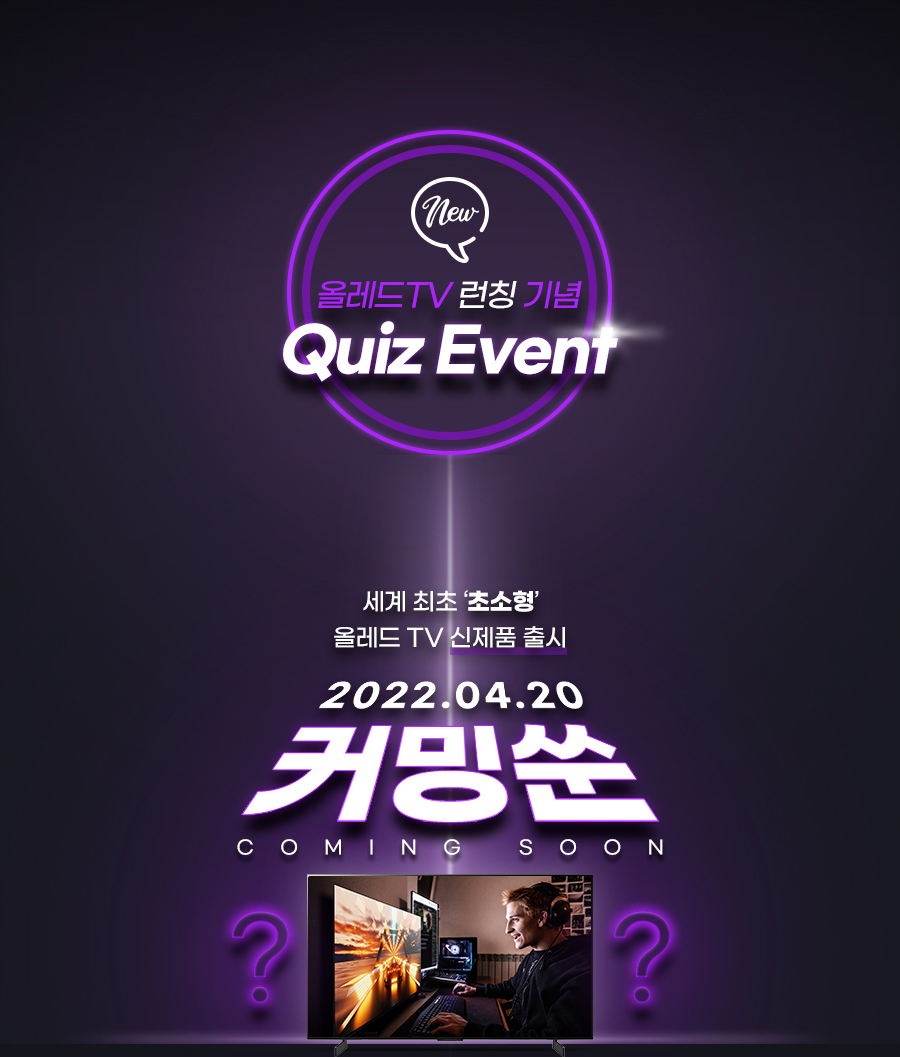 New
올레드TV 런칭 기념
Quiz Event
세계 최초 ‘초소형’
올레드 TV 신제품 출시
2022.04.20
커밍쑨
COMING SOON
? ?